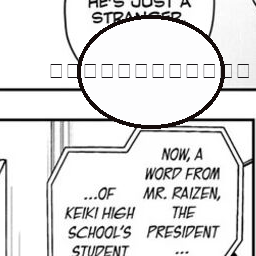 HE'S JUST A
STRANGER
□□□□□□□□□□□□
NOW, A
WORD FROM
MR. RAIZEN,
THE
PRESIDENT
...
...OF
KEIKI HIGH
SCHOOL'S
STUDENT